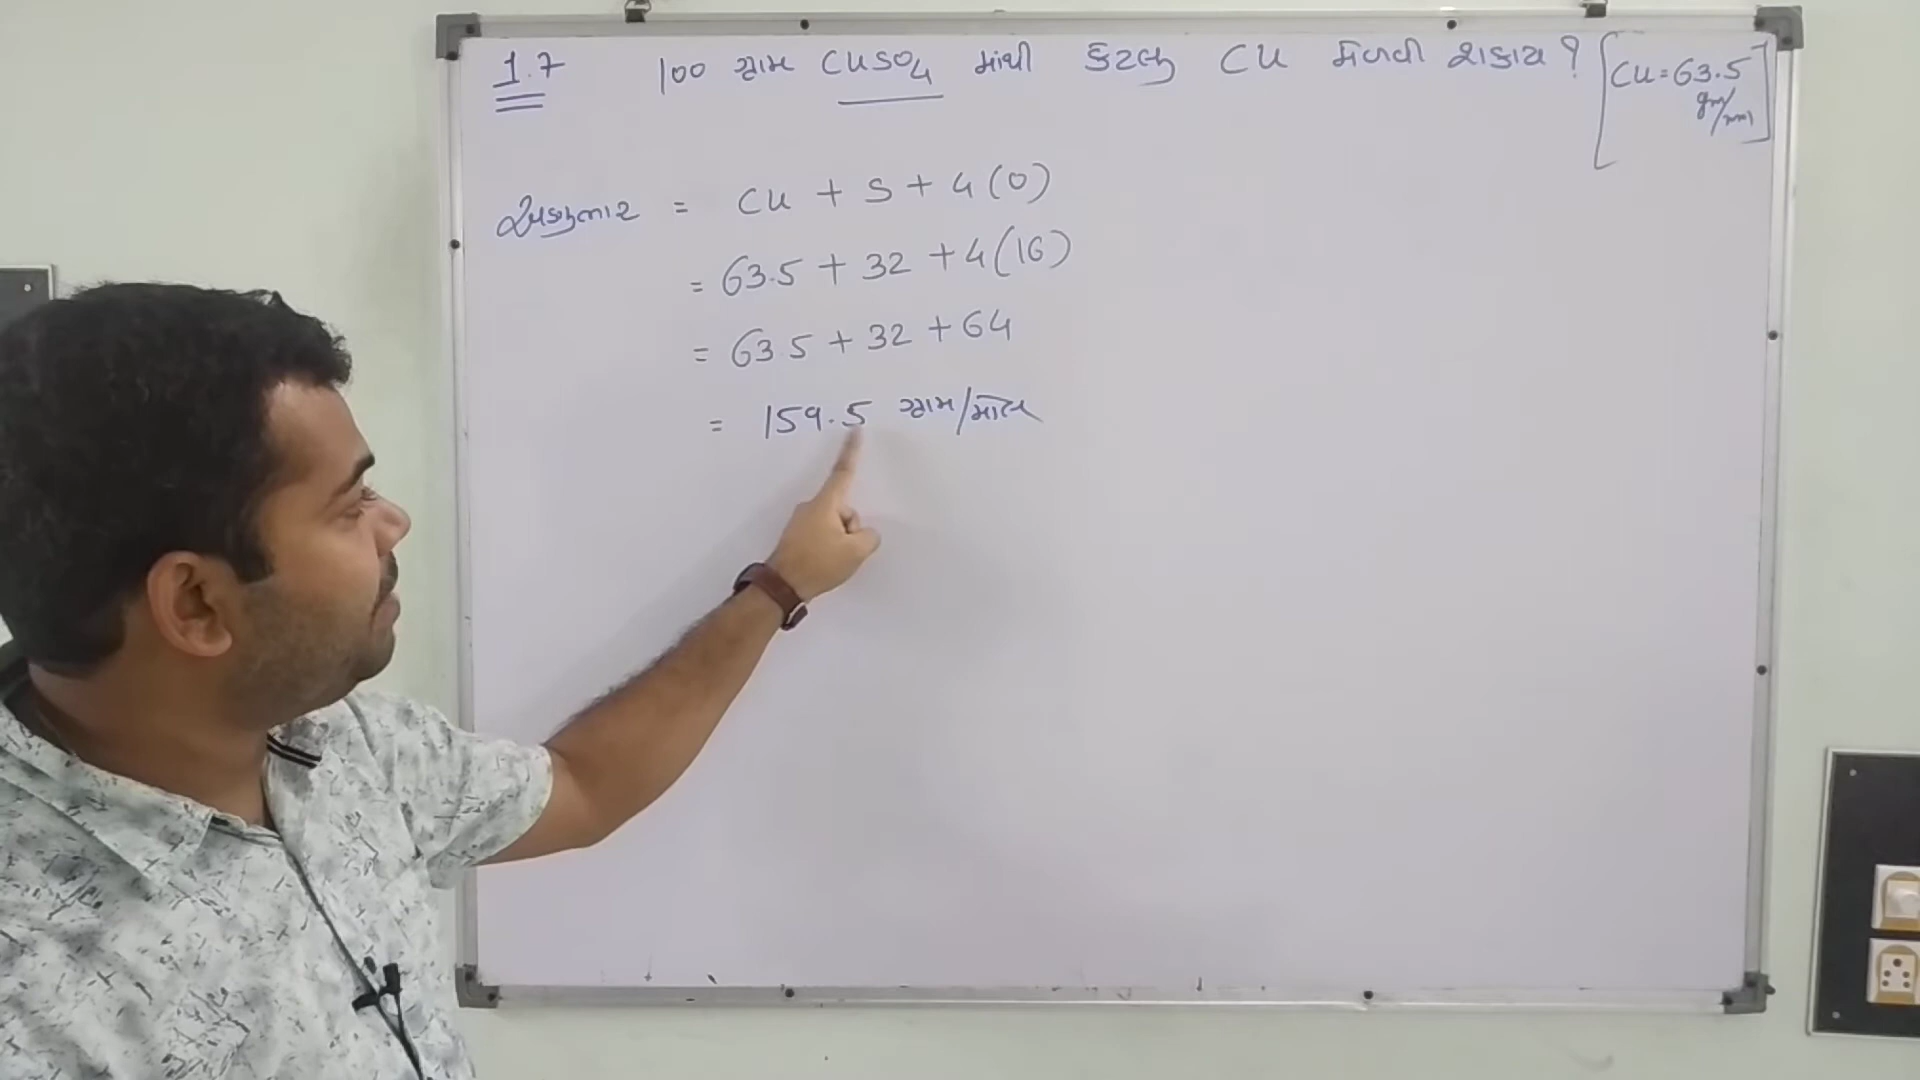 1.7 100 ગ્રામ CuSO4 માંથી કેટલુ Cu મેળવી શકાય ? [Cu = 63.5 gm/mol]
અણુભાર = Cu + S + 4(O)
= 63.5 + 32 + 4(16)
= 63.5 + 32 + 64
= 159.5 ગ્રામ/મોલ